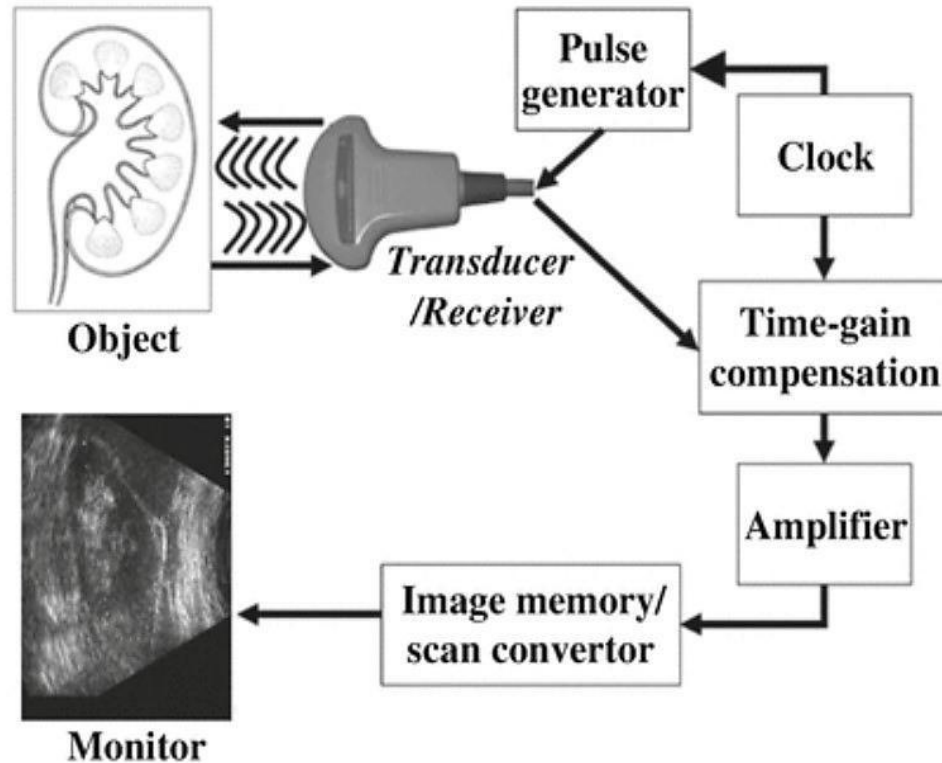 Pulse
generator
Clock
Transducer
/Receiver
Object
Time-gain
compensation
Amplifier
Image memory/
scan convertor
Monitor